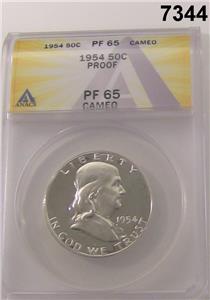 7344
1954 50C PF 65 CAMEO
ANACS
1954 50C
PROOF
PF 65
CAMEO
LIBERTY
1954
IN GOD WE TRUST